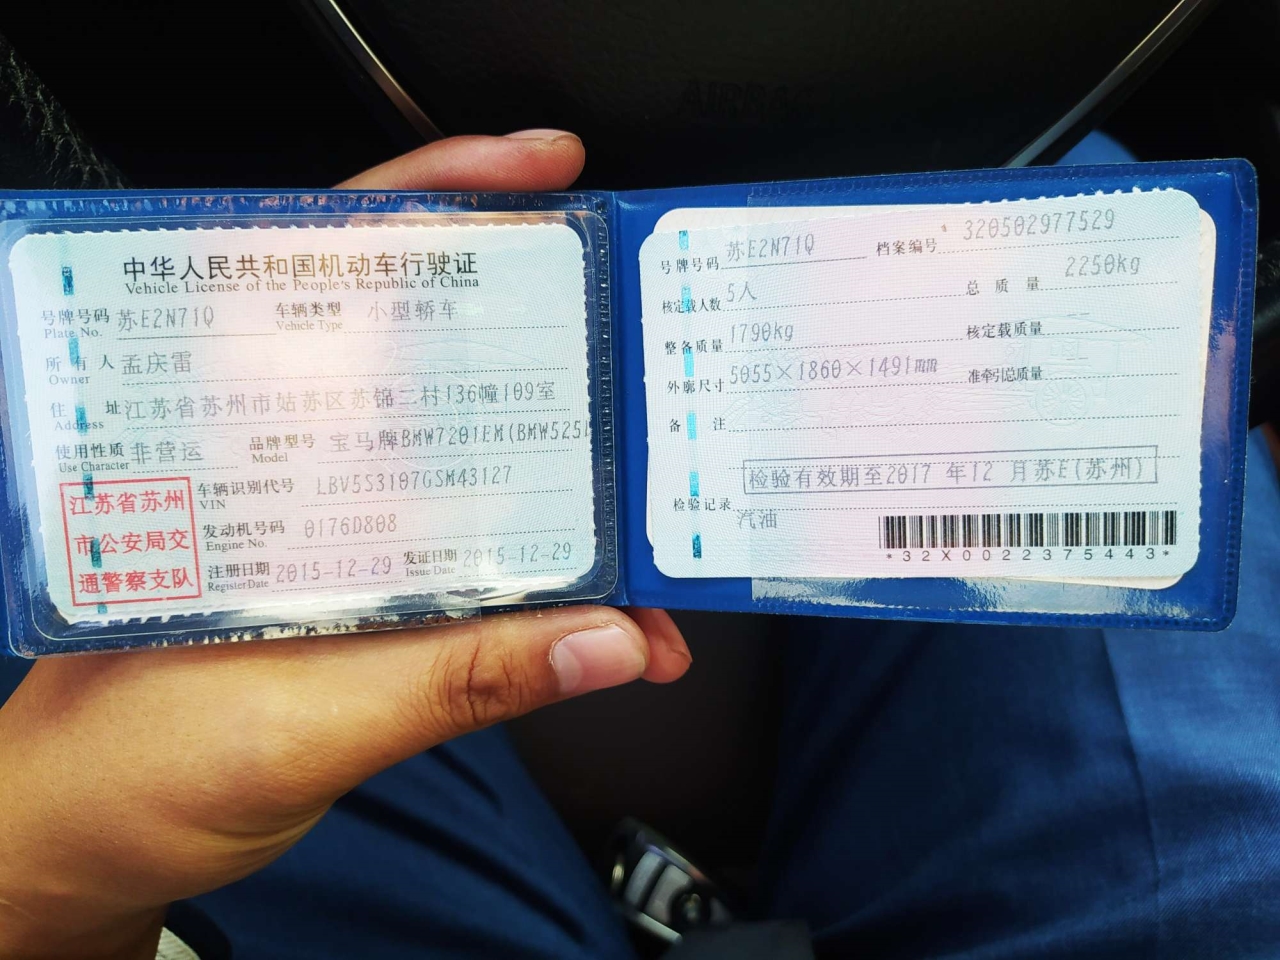 中华人民共和国机动车行驶证
Vehicle License of the People's Republic of China
号牌号码 苏E2N71Q 车辆类型 小型轿车
Plate No. Vehicle Type
所有人 孟庆雷
Owner
住址 江苏省苏州市姑苏区苏锦二村136幢109室
Address
使用性质 非营运 品牌型号 宝马牌BMW7201EM(BMW525L
Use Character Model
江苏省苏州
市公安局交
通警察支队
车辆识别代号 LBV5S3107GSM43127
VIN
发动机号码 0176D808
Engine No.
注册日期 2015-12-29 发证日期 2015-12-29
Register Date Issue Date
号牌号码 苏E2N71Q 档案编号 320502977529
核定载人数 5人 总质量 2250kg
整备质量 1790kg 核定载质量 --
外廓尺寸 5055×1860×1491mm 准牵引总质量
备注
检验有效期至2017 年12 月苏E(苏州)
检验记录
汽油
*32X0022375443*
AIRBAG